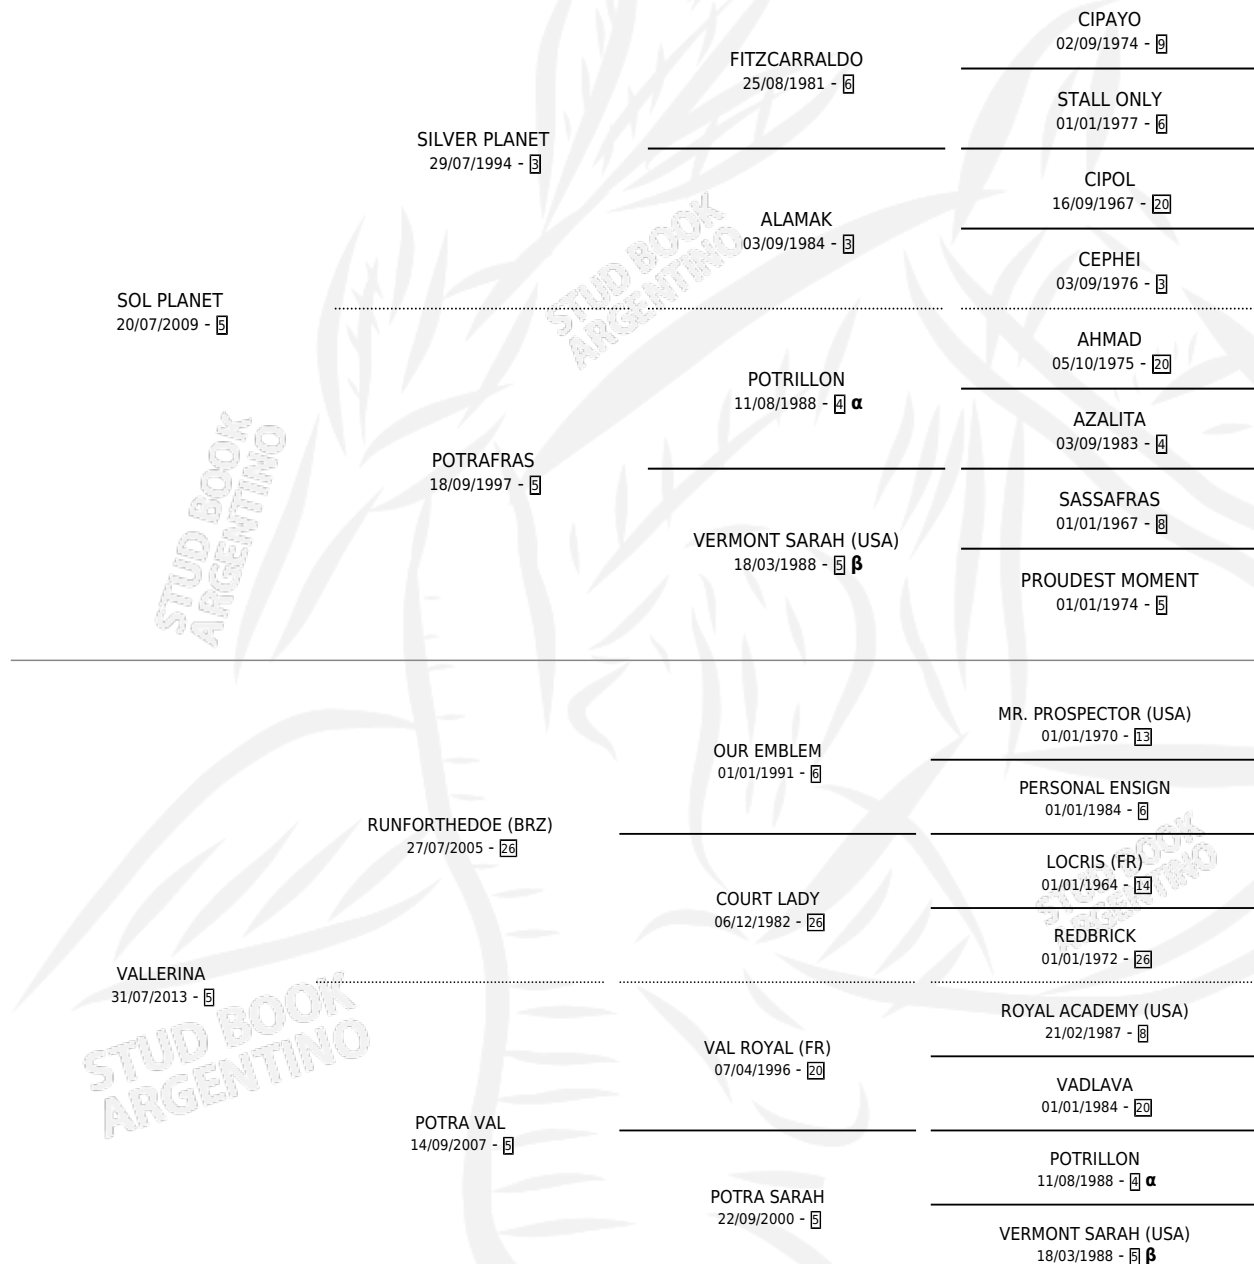 CIPAYO
02/09/1974 - 9
FITZCARRALDO
25/08/1981 - 6
STALL ONLY
01/01/1977 - 6
SILVER PLANET
29/07/1994 - 3
CIPOL
16/09/1967 - 20
ALAMAK
03/09/1984 - 3
CEPHEI
03/09/1976 - 3
SOL PLANET
20/07/2009 - 5
AHMAD
05/10/1975 - 20
POTRILLON
11/08/1988 - 4 α
AZALITA
03/09/1983 - 4
POTRAFRAS
18/09/1997 - 5
SASSAFRAS
01/01/1967 - 8
VERMONT SARAH (USA)
18/03/1988 - 5 β
PROUDEST MOMENT
01/01/1974 - 5
MR. PROSPECTOR (USA)
01/01/1970 - 13
OUR EMBLEM
01/01/1991 - 6
PERSONAL ENSIGN
01/01/1984 - 6
RUNFORTHEDOE (BRZ)
27/07/2005 - 26
LOCRIS (FR)
01/01/1964 - 14
COURT LADY
06/12/1982 - 26
REDBRICK
01/01/1972 - 26
VALLERINA
31/07/2013 - 5
ROYAL ACADEMY (USA)
21/02/1987 - 8
VAL ROYAL (FR)
07/04/1996 - 20
VADLAVA
01/01/1984 - 20
POTRA VAL
14/09/2007 - 5
POTRILLON
11/08/1988 - 4 α
POTRA SARAH
22/09/2000 - 5
VERMONT SARAH (USA)
18/03/1988 - 5 β
STUD BOOK
ARGENTINO
STUD BOOK
ARGENTINO
STUD BOOK
ARGENTINO
STUD BOOK
ARGENTINO